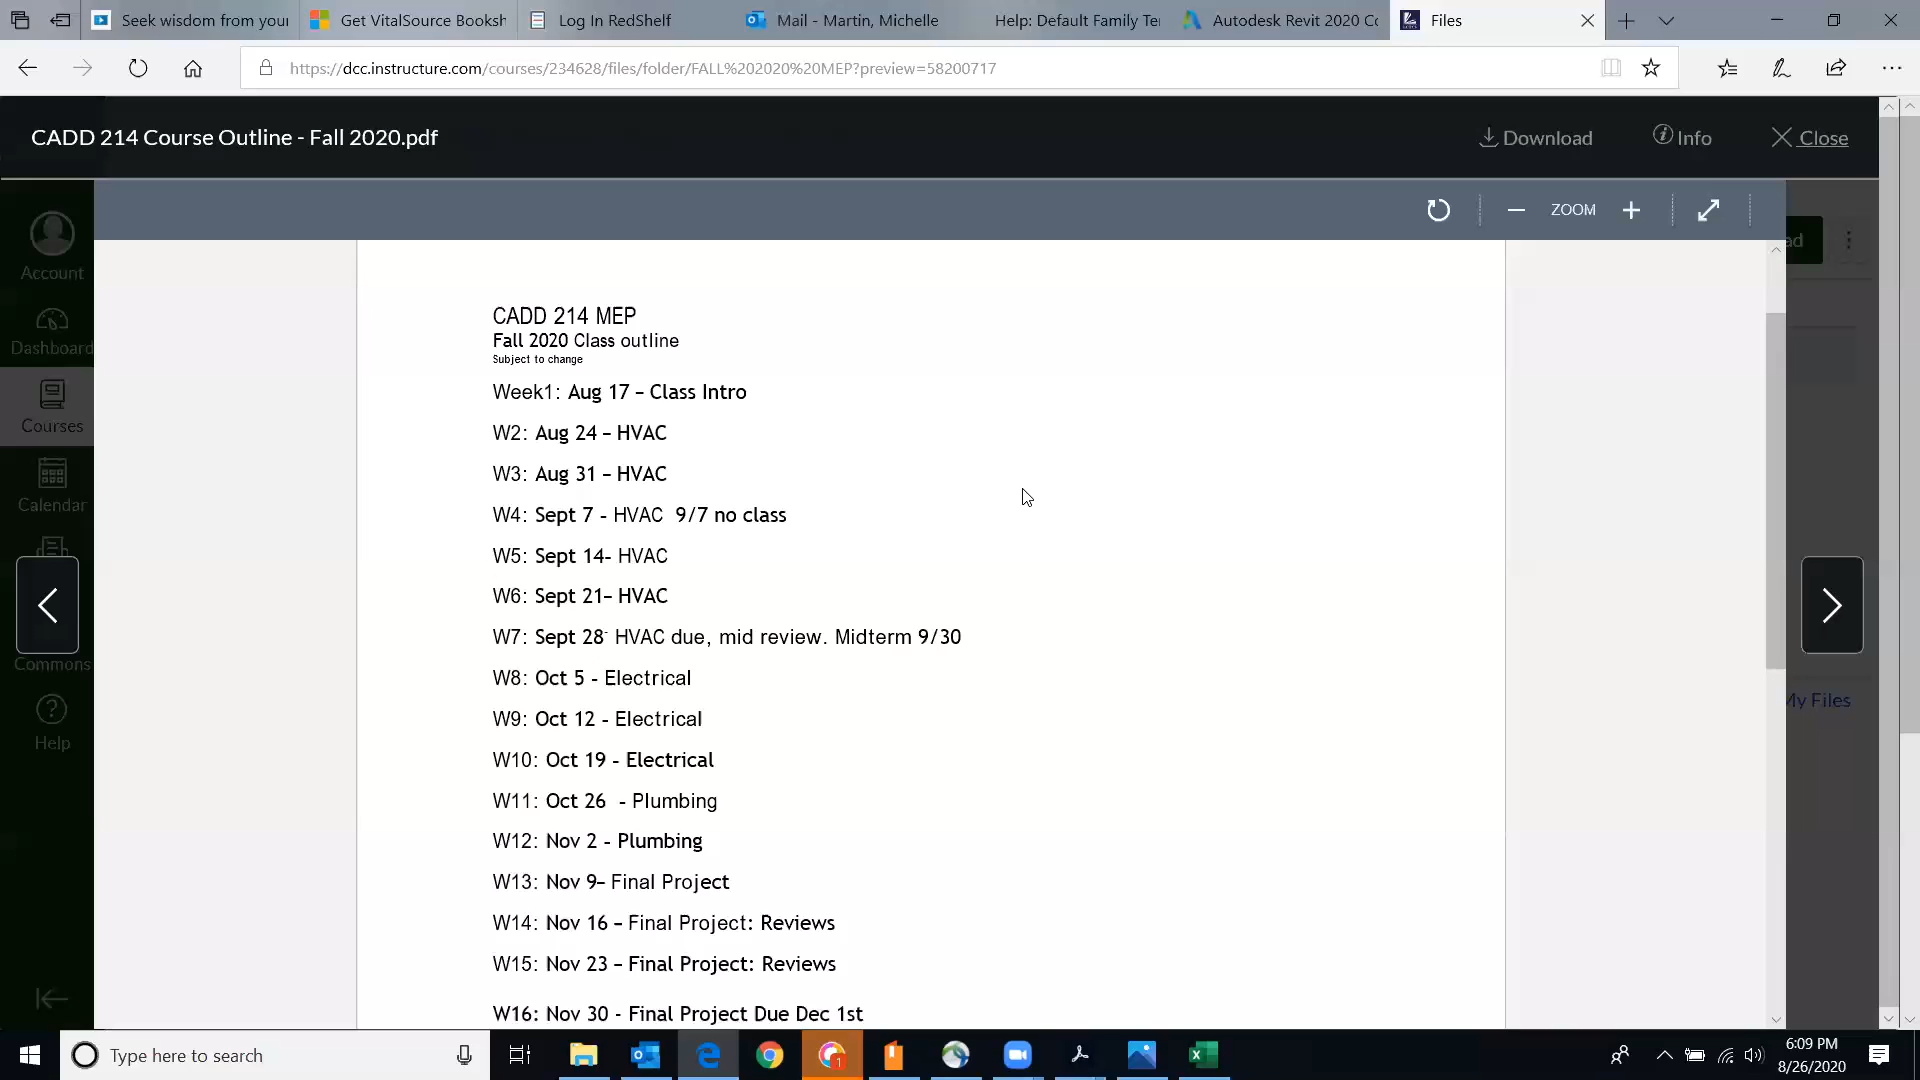 Seek wisdom from your
Get VitalSource Booksh
Log In RedShelf
Mail - Martin, Michelle
Help: Default Family Te
Autodesk Revit 2020 Co
Files
https://dcc.instructure.com/courses/234628/files/folder/FALL%202020%20MEP?preview=58200717
CADD 214 Course Outline - Fall 2020.pdf
Download
Info
Close
ZOOM
Account
Dashboard
Courses
Calendar
Commons
Help
ad
My Files
CADD 214 MEP
Fall 2020 Class outline
Subject to change
Week1: Aug 17 – Class Intro
W2: Aug 24 – HVAC
W3: Aug 31 – HVAC
W4: Sept 7 - HVAC 9/7 no class
W5: Sept 14- HVAC
W6: Sept 21– HVAC
W7: Sept 28- HVAC due, mid review. Midterm 9/30
W8: Oct 5 - Electrical
W9: Oct 12 - Electrical
W10: Oct 19 - Electrical
W11: Oct 26 - Plumbing
W12: Nov 2 - Plumbing
W13: Nov 9– Final Project
W14: Nov 16 – Final Project: Reviews
W15: Nov 23 – Final Project: Reviews
W16: Nov 30 - Final Project Due Dec 1st
Type here to search
1
6:09 PM
8/26/2020